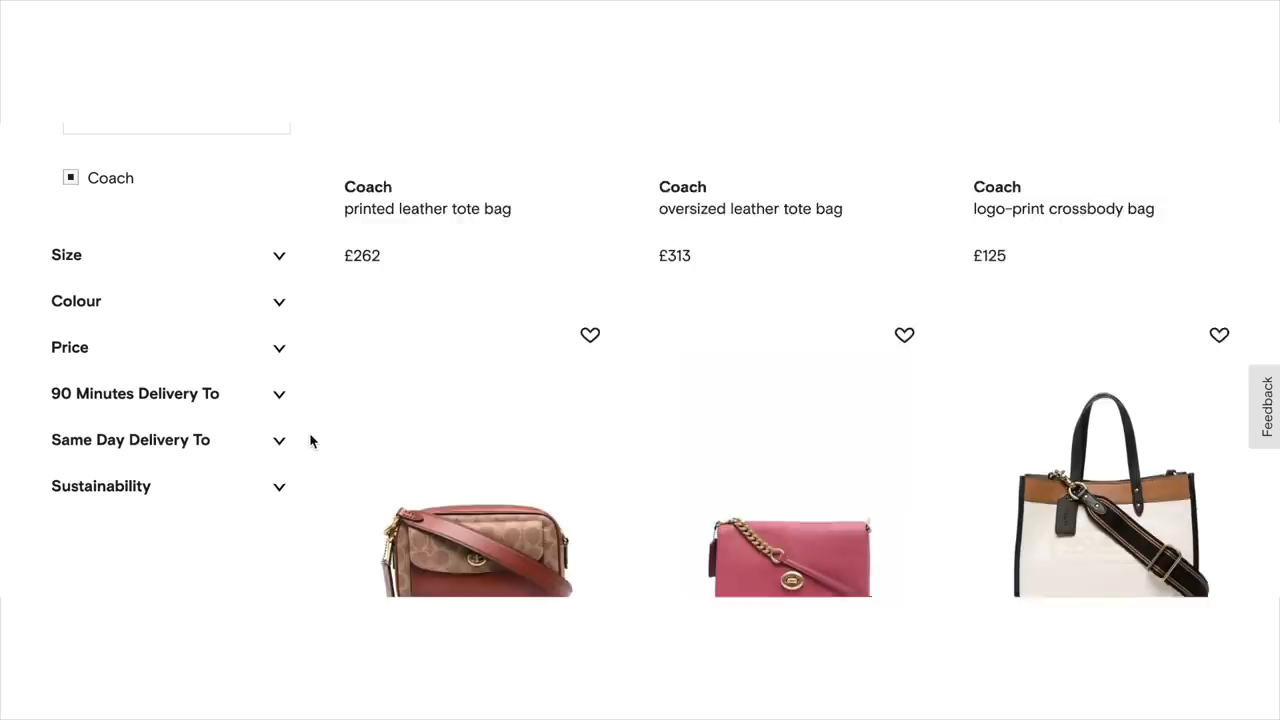 Coach
Size
Colour
Price
90 Minutes Delivery To
Same Day Delivery To
Sustainability
Coach
printed leather tote bag
£262
Coach
oversized leather tote bag
£313
Coach
logo-print crossbody bag
£125
Feedback